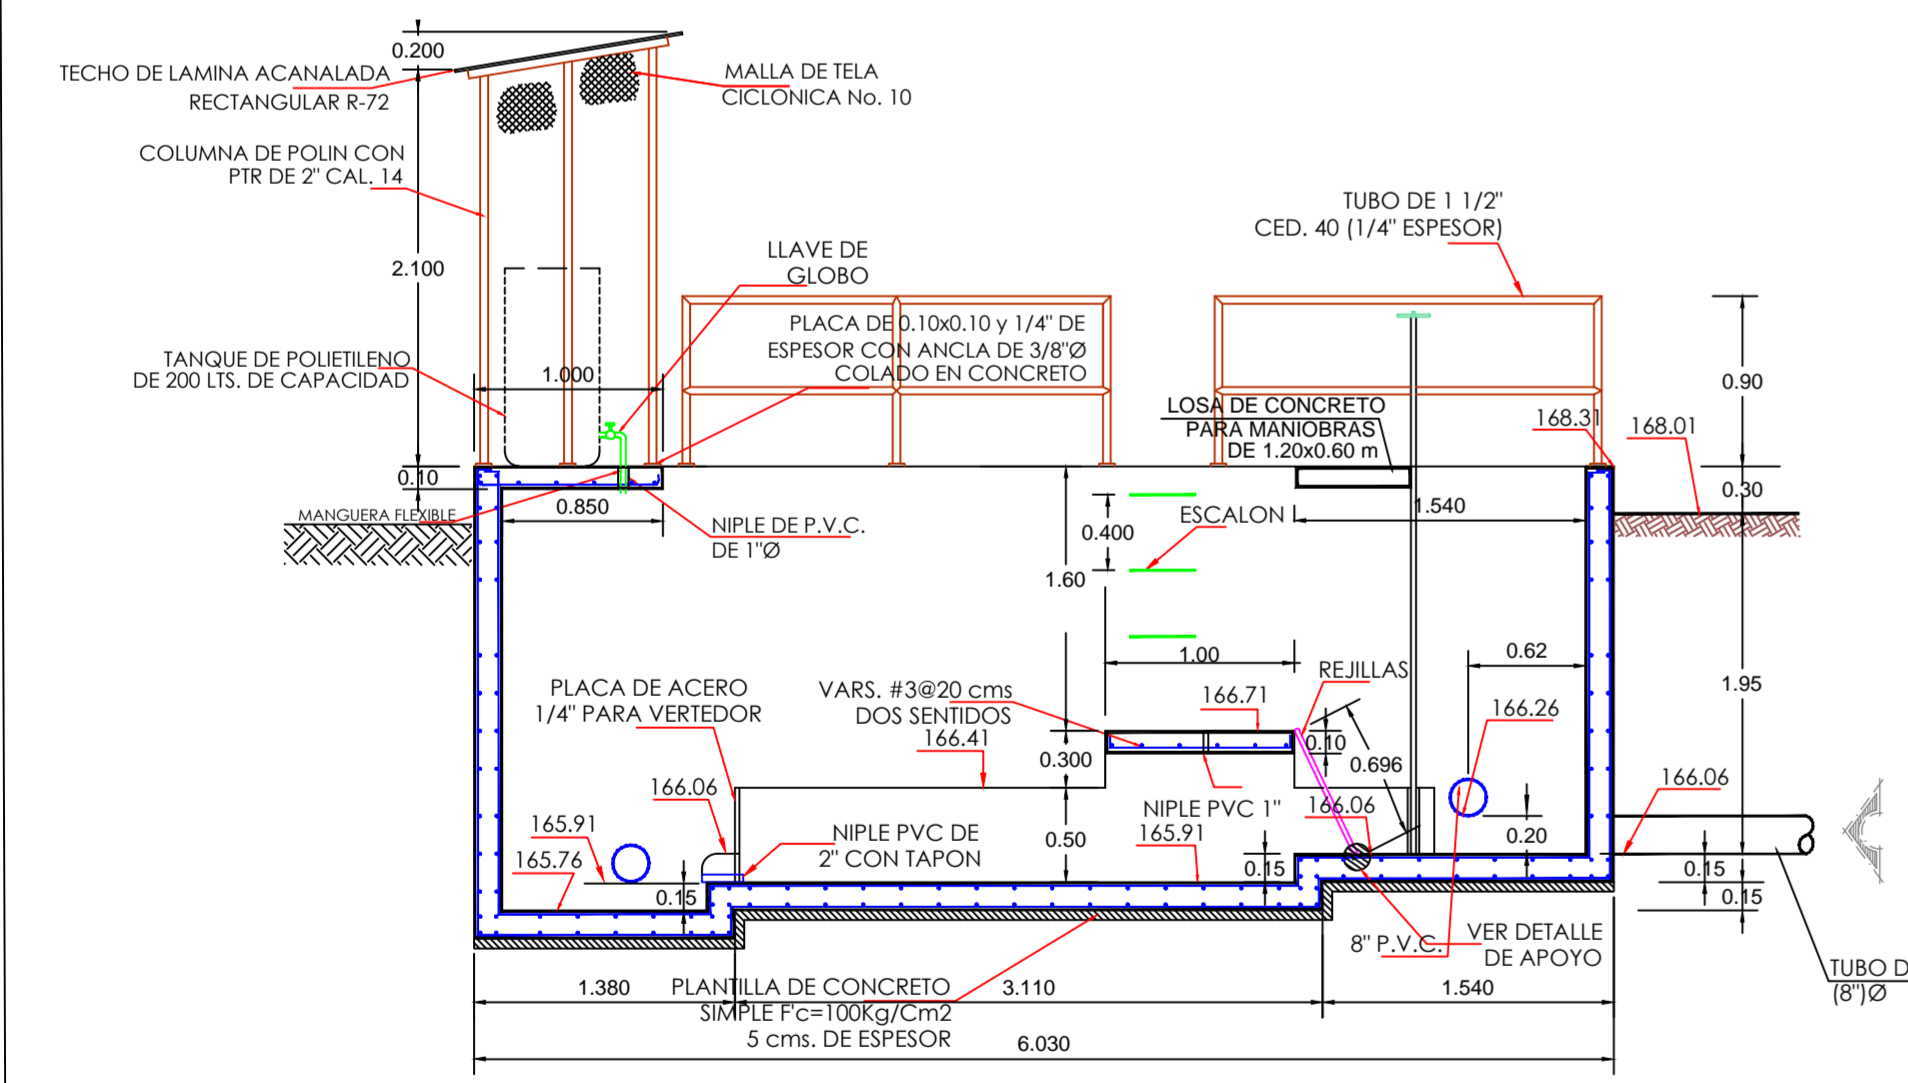 0.200
TECHO DE LAMINA ACANALADA
RECTANGULAR R-72
MALLA DE TELA
CICLONICA No. 10
COLUMNA DE POLIN CON
PTR DE 2" CAL. 14
TUBO DE 1 1/2"
CED. 40 (1/4" ESPESOR)
LLAVE DE
GLOBO
2.100
PLACA DE 0.10x0.10 y 1/4" DE
ESPESOR CON ANCLA DE 3/8"Ø
COLADO EN CONCRETO
TANQUE DE POLIETILENO
DE 200 LTS. DE CAPACIDAD
1.000
0.90
LOSA DE CONCRETO
PARA MANIOBRAS
DE 1.20x0.60 m
168.31
168.01
0.10
0.30
MANGUERA FLEXIBLE
0.850
NIPLE DE P.V.C.
DE 1"Ø
ESCALON
1.540
0.400
1.60
1.00
0.62
REJILLAS
1.95
PLACA DE ACERO
1/4" PARA VERTEDOR
VARS. #3@20 cms
DOS SENTIDOS
166.71
166.26
166.41
0.10
0.300
0.696
166.06
166.06
NIPLE PVC 1"
166.06
165.91
NIPLE PVC DE
2" CON TAPON
0.50
165.91
0.20
165.76
0.15
0.15
0.15
0.15
8" P.V.C.
VER DETALLE
DE APOYO
TUBO D
(8")Ø
1.380
PLANTILLA DE CONCRETO
SIMPLE F'c=100Kg/Cm2
5 cms. DE ESPESOR
3.110
1.540
6.030